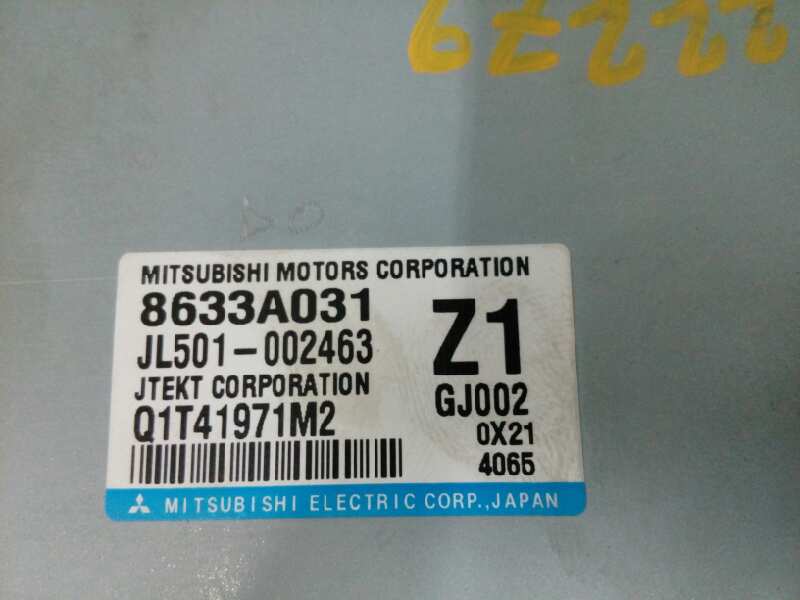 MITSUBISHI MOTORS CORPORATION
8633A031
Z1
JL501-002463
JTEKT CORPORATION
GJ002
Q1T41971M2
0X21
4065
MITSUBISHI ELECTRIC CORP.,JAPAN